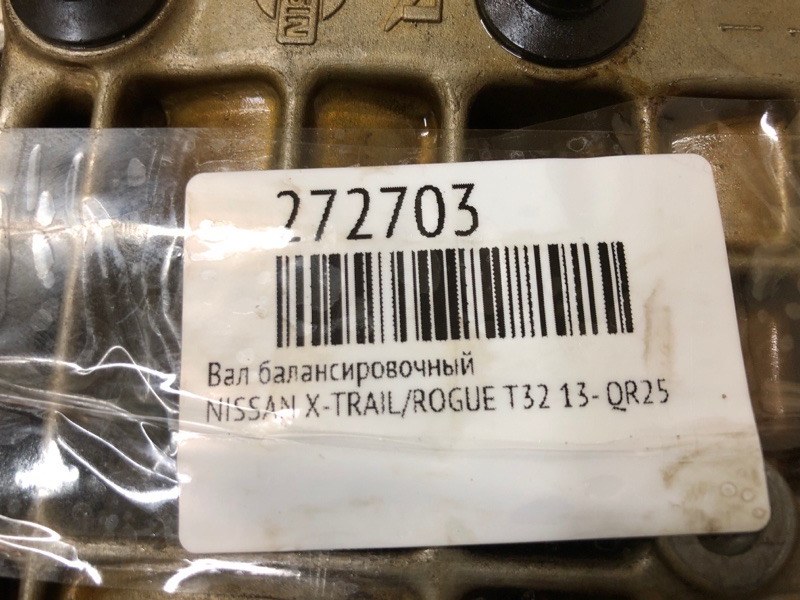 272703
Вал балансировочный
NISSAN X-TRAIL/ROGUE T32 13- QR25